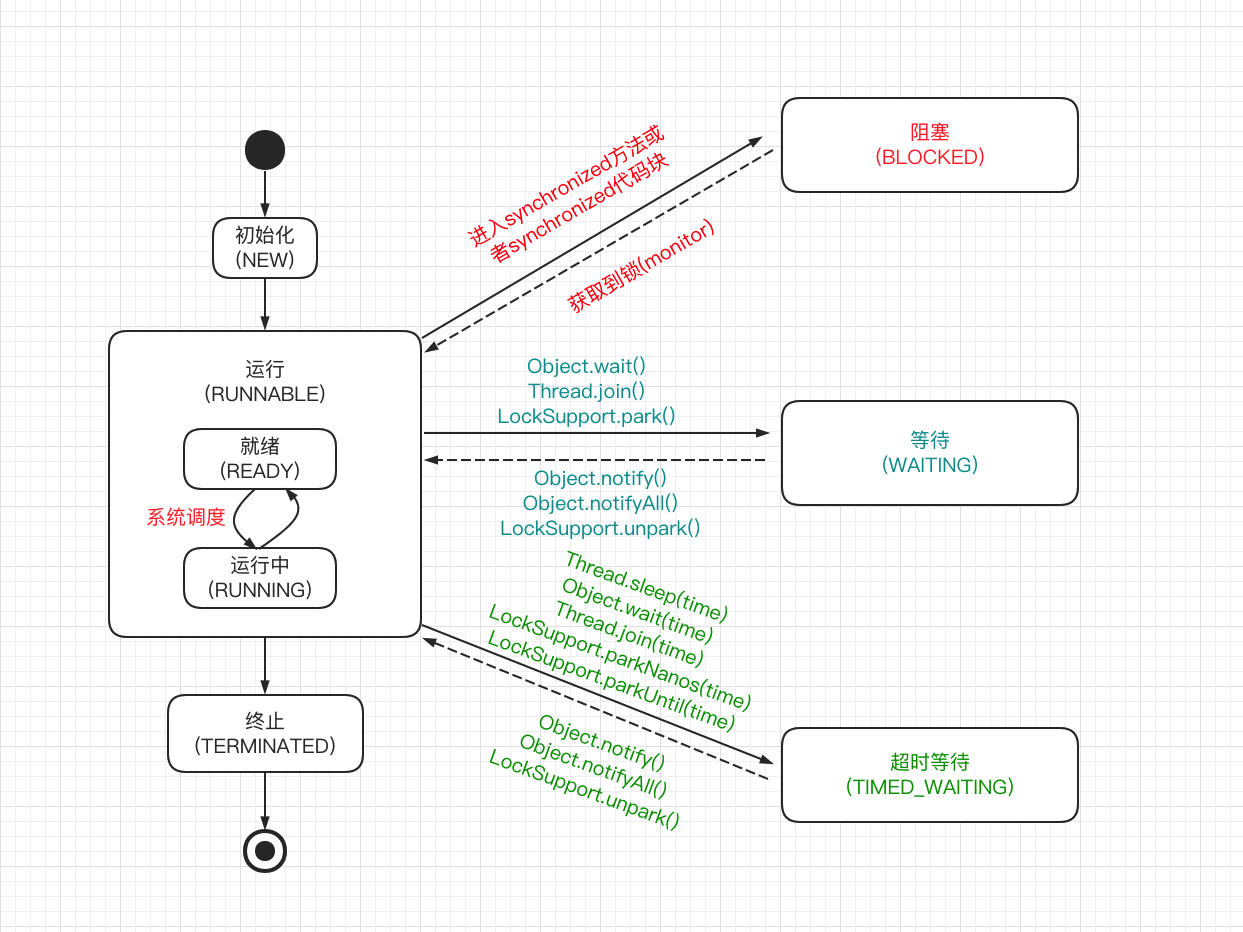 初始化
(NEW)
运行
(RUNNABLE)
就绪
(READY)
系统调度
运行中
(RUNNING)
终止
(TERMINATED)
进入synchronized方法或
者synchronized代码块
获取到锁(monitor)
阻塞
(BLOCKED)
Object.wait()
Thread.join()
LockSupport.park()
Object.notify()
Object.notifyAll()
LockSupport.unpark()
等待
(WAITING)
Thread.sleep(time)
Object.wait(time)
Thread.join(time)
LockSupport.parkNanos(time)
LockSupport.parkUntil(time)
Object.notify()
Object.notifyAll()
LockSupport.unpark()
超时等待
(TIMED_WAITING)